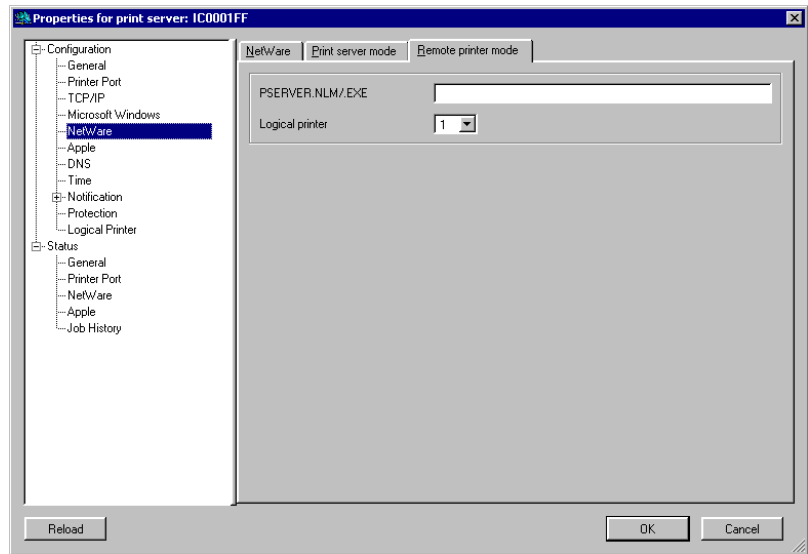 Properties for print server: IC0001FF
Configuration
General
Printer Port
TCP/IP
Microsoft Windows
NetWare
Apple
DNS
Time
Notification
Protection
Logical Printer
Status
General
Printer Port
NetWare
Apple
Job History
NetWare
Print server mode
Remote printer mode
PSERVER.NLM/.EXE
Logical printer
1
Reload
OK
Cancel